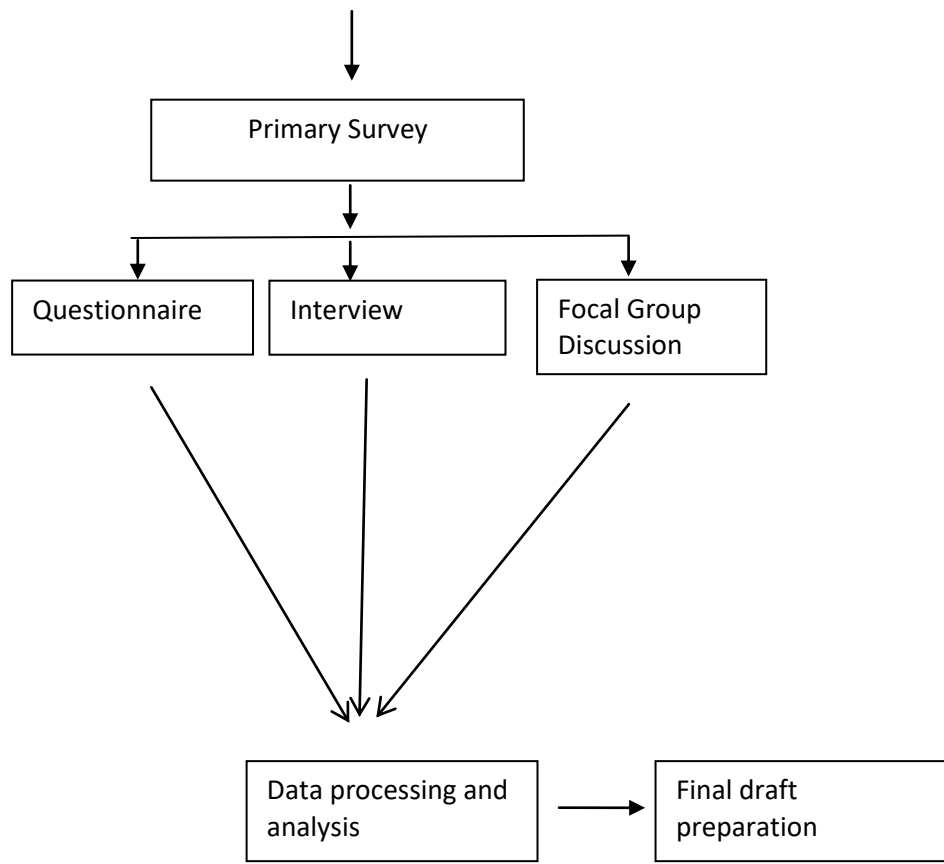 Primary Survey
Questionnaire
Interview
Focal Group
Discussion
Data processing and
analysis
Final draft
preparation